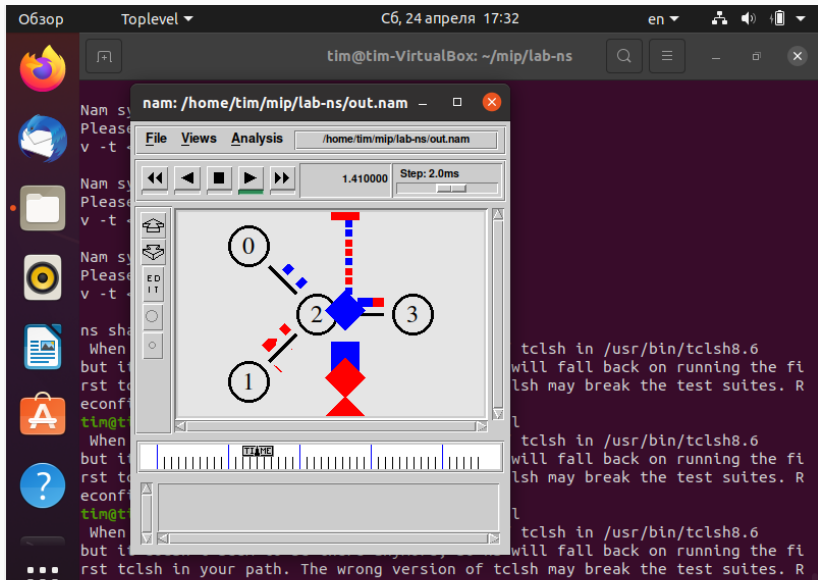 Обзор Toplevel Сб, 24 апреля 17:32 en
tim@tim-VirtualBox: ~/mip/lab-ns
Nam sy
Please
v -t <
Nam sy
Please
v -t <
Nam sy
Please
v -t <
nam: /home/tim/mip/lab-ns/out.nam
File Views Analysis /home/tim/mip/lab-ns/out.nam
1.410000 Step: 2.0ms
ED
IT
0
2 3
1
TIME
ns sha
When tclsh in /usr/bin/tclsh8.6
but it will fall back on running the fi
rst tc lsh may break the test suites. R
econfi
tim@ti l
When tclsh in /usr/bin/tclsh8.6
but it will fall back on running the fi
rst tc lsh may break the test suites. R
econfi
tim@ti l
When tclsh in /usr/bin/tclsh8.6
but it will fall back on running the fi
rst tclsh in your path. The wrong version of tclsh may break the test suites. R